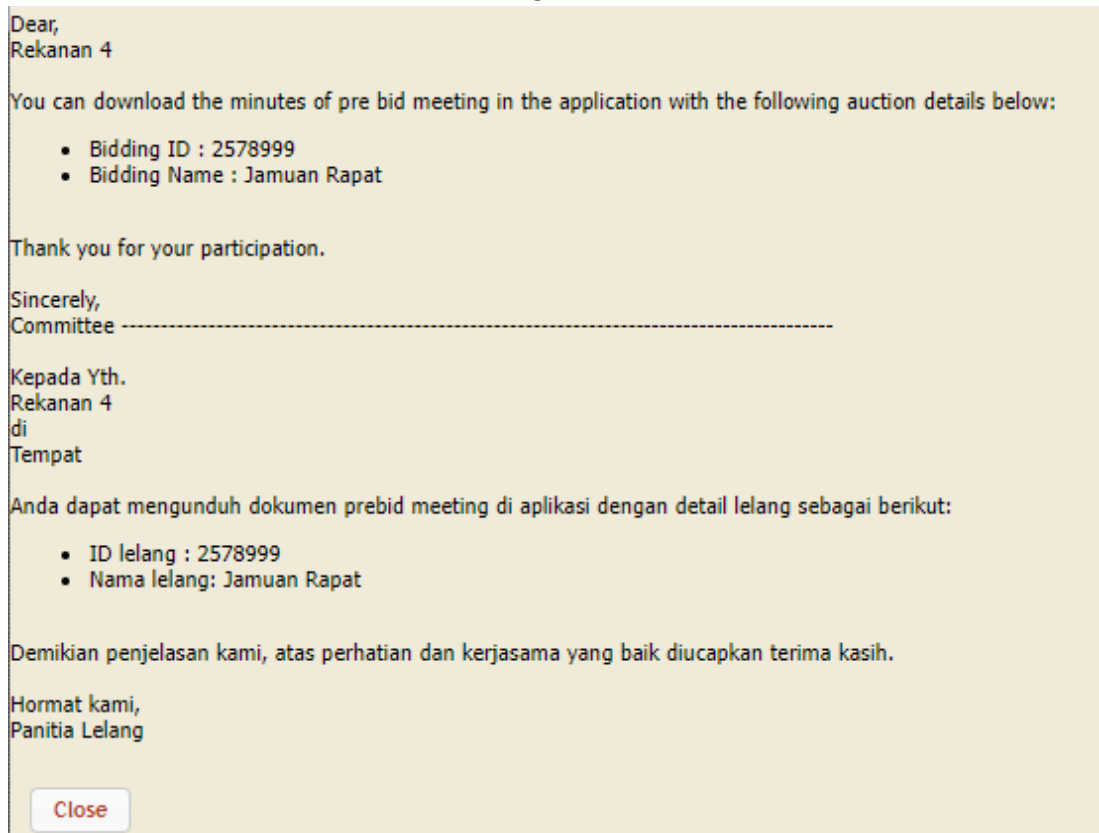 Dear,
Rekanan 4
You can download the minutes of pre bid meeting in the application with the following auction details below:
• Bidding ID : 2578999
• Bidding Name : Jamuan Rapat
Thank you for your participation.
Sincerely,
Committee ------------------------------------------------------------------------------------------
Kepada Yth.
Rekanan 4
di
Tempat
Anda dapat mengunduh dokumen prebid meeting di aplikasi dengan detail lelang sebagai berikut:
• ID lelang : 2578999
• Nama lelang: Jamuan Rapat
Demikian penjelasan kami, atas perhatian dan kerjasama yang baik diucapkan terima kasih.
Hormat kami,
Panitia Lelang
Close